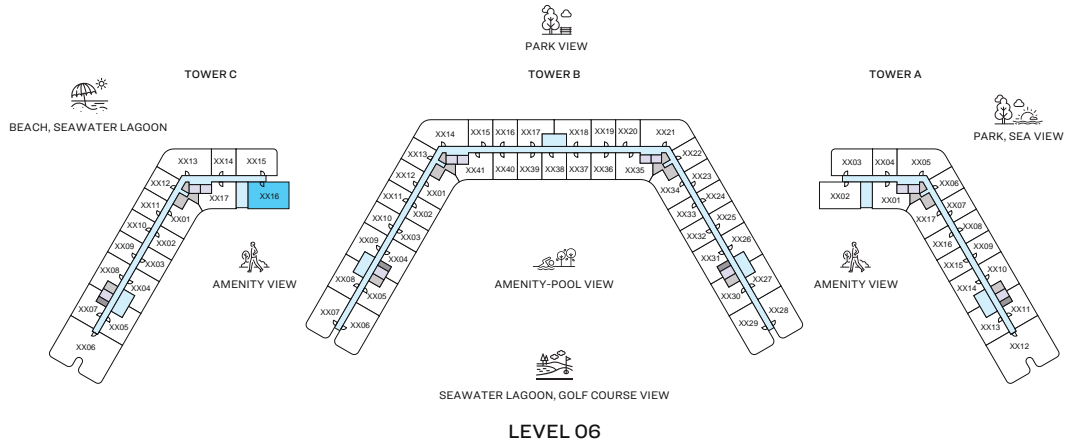 PARK VIEW
TOWER C
TOWER B
TOWER A
BEACH, SEAWATER LAGOON
PARK, SEA VIEW
XX13
XX14
XX15
XX12
XX11
XX10
XX09
XX08
XX07
XX06
XX05
XX04
XX03
XX02
XX01
XX17
XX16
XX14
XX15
XX16
XX17
XX18
XX19
XX20
XX21
XX13
XX12
XX11
XX10
XX09
XX08
XX07
XX06
XX05
XX04
XX03
XX02
XX01
XX41
XX40
XX39
XX38
XX37
XX36
XX35
XX22
XX23
XX24
XX25
XX26
XX27
XX28
XX29
XX30
XX31
XX32
XX33
XX34
XX03
XX04
XX05
XX02
XX01
XX06
XX07
XX08
XX09
XX10
XX11
XX12
XX13
XX14
XX15
XX16
XX17
AMENITY VIEW
AMENITY-POOL VIEW
AMENITY VIEW
SEAWATER LAGOON, GOLF COURSE VIEW
LEVEL 06